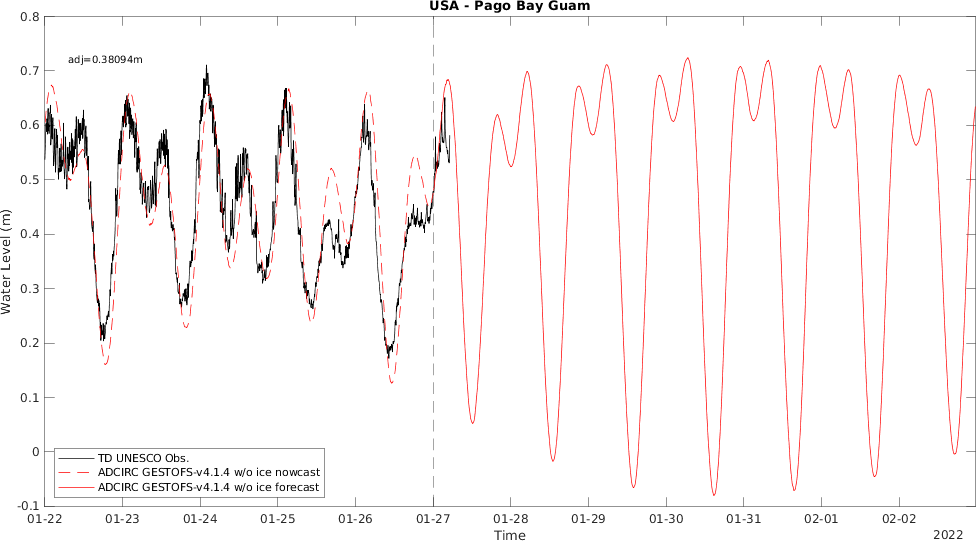 USA - Pago Bay Guam
adj=0.38094m
0.8
0.7
0.6
0.5
0.4
0.3
0.2
0.1
0
-0.1
Water Level (m)
TD UNESCO Obs.
ADCIRC GESTOFS-v4.1.4 w/o ice nowcast
ADCIRC GESTOFS-v4.1.4 w/o ice forecast
01-22 01-23 01-24 01-25 01-26 01-27 01-28 01-29 01-30 01-31 02-01 02-02
Time
2022